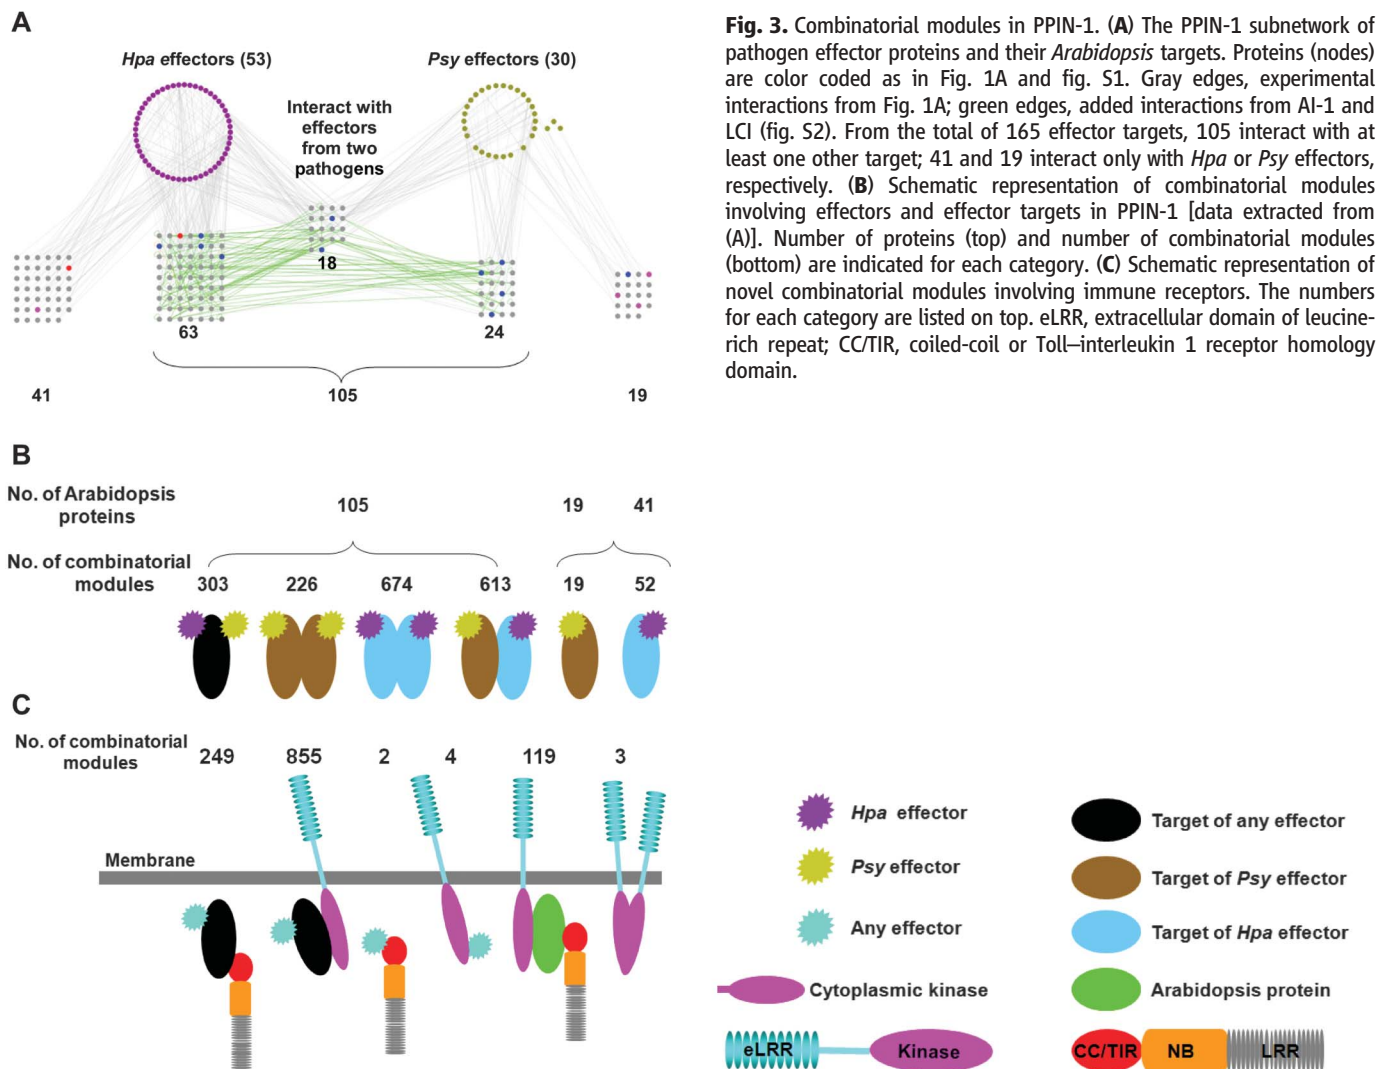 A
Hpa effectors (53)
Psy effectors (30)
Interact with
effectors
from two
pathogens
18
63
24
41
105
19
Fig. 3. Combinatorial modules in PPIN-1. (A) The PPIN-1 subnetwork of
pathogen effector proteins and their Arabidopsis targets. Proteins (nodes)
are color coded as in Fig. 1A and fig. S1. Gray edges, experimental
interactions from Fig. 1A; green edges, added interactions from AI-1 and
LCI (fig. S2). From the total of 165 effector targets, 105 interact with at
least one other target; 41 and 19 interact only with Hpa or Psy effectors,
respectively. (B) Schematic representation of combinatorial modules
involving effectors and effector targets in PPIN-1 [data extracted from
(A)]. Number of proteins (top) and number of combinatorial modules
(bottom) are indicated for each category. (C) Schematic representation of
novel combinatorial modules involving immune receptors. The numbers
for each category are listed on top. eLRR, extracellular domain of leucine-
rich repeat; CC/TIR, coiled-coil or Toll–interleukin 1 receptor homology
domain.
B
No. of Arabidopsis
proteins
105
19
41
No. of combinatorial
modules
303
226
674
613
19
52
C
No. of combinatorial
modules
249
855
2
4
119
3
Membrane
Hpa effector
Psy effector
Any effector
Cytoplasmic kinase
eLRR
Kinase
Target of any effector
Target of Psy effector
Target of Hpa effector
Arabidopsis protein
CC/TIR
NB
LRR